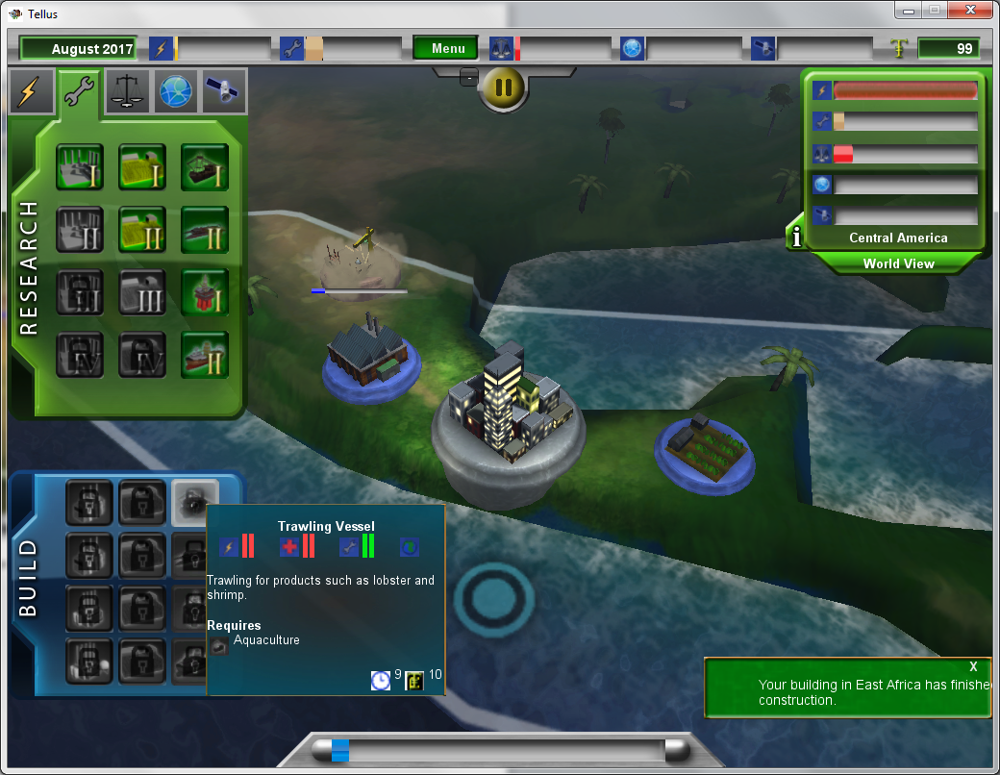 Tellus
August 2017
Menu
99
RESEARCH
I
I
I
II
II
II
III
III
I
IV
IV
II
i
Central America
World View
BUILD
Trawling Vessel
Trawling for products such as lobster and
shrimp.
Requires
Aquaculture
9
10
X
Your building in East Africa has finishe
construction.